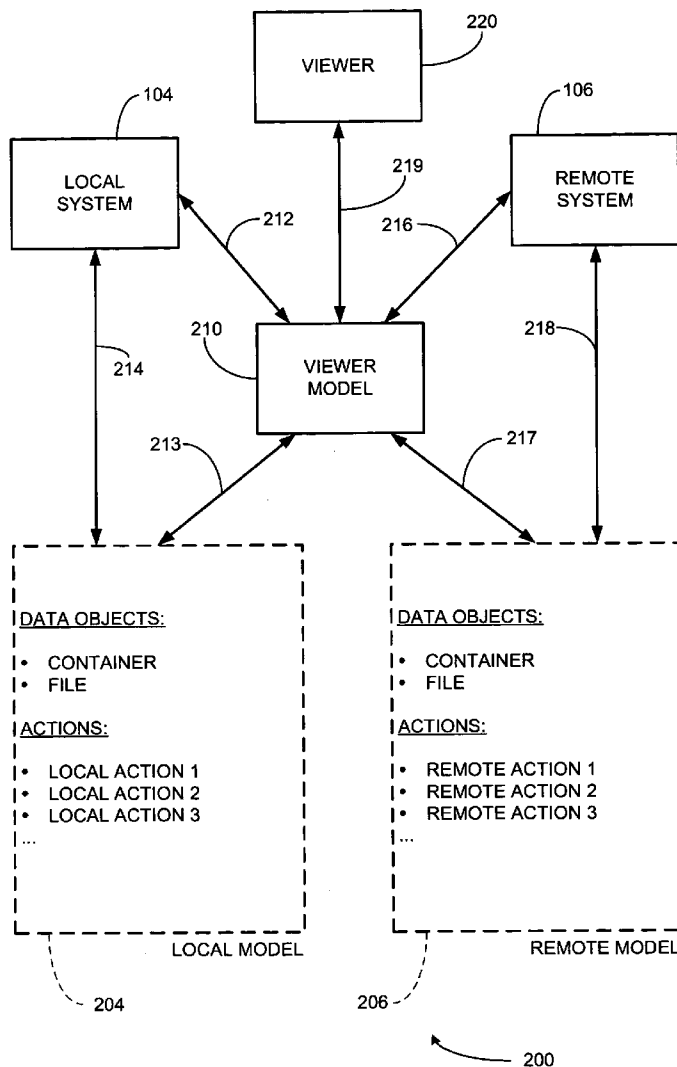 220
VIEWER
104
106
LOCAL
SYSTEM
219
REMOTE
SYSTEM
212
216
210
VIEWER
MODEL
214
218
213
217
DATA OBJECTS:
• CONTAINER
• FILE
ACTIONS:
• LOCAL ACTION 1
• LOCAL ACTION 2
• LOCAL ACTION 3
...
LOCAL MODEL
204
DATA OBJECTS:
• CONTAINER
• FILE
ACTIONS:
• REMOTE ACTION 1
• REMOTE ACTION 2
• REMOTE ACTION 3
...
REMOTE MODEL
206
200